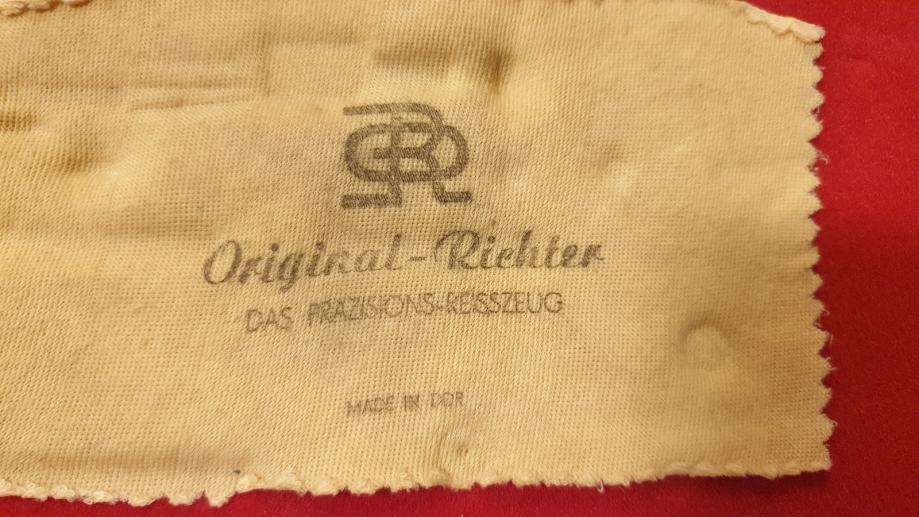 Original-Richter
DAS PRÄZISIONS-REISSZEUG
MADE IN DDR